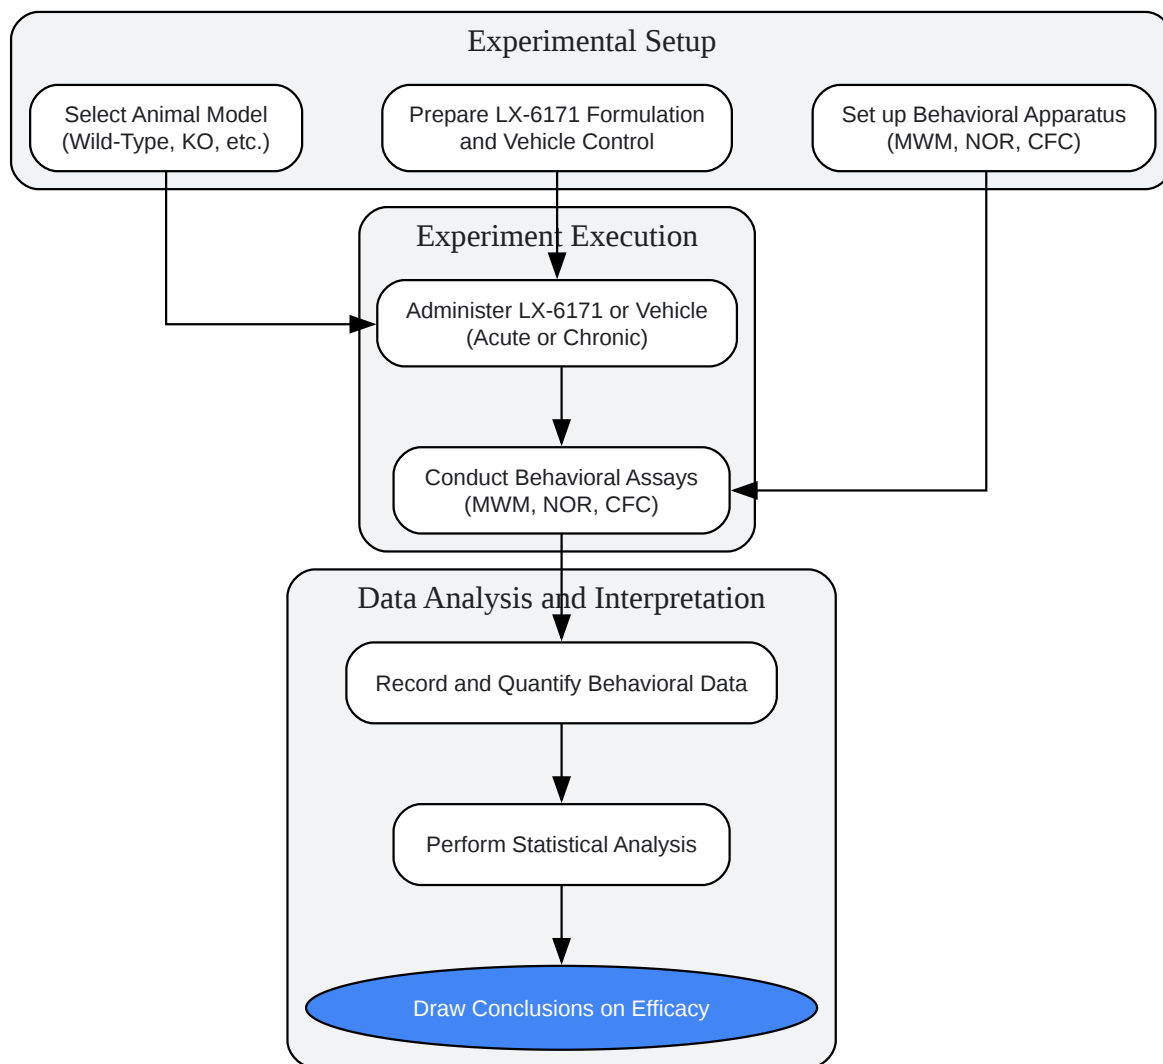 Experimental Setup
Select Animal Model
(Wild-Type, KO, etc.)
Prepare LX-6171 Formulation
and Vehicle Control
Set up Behavioral Apparatus
(MWM, NOR, CFC)
Experiment Execution
Administer LX-6171 or Vehicle
(Acute or Chronic)
Conduct Behavioral Assays
(MWM, NOR, CFC)
Data Analysis and Interpretation
Record and Quantify Behavioral Data
Perform Statistical Analysis
Draw Conclusions on Efficacy